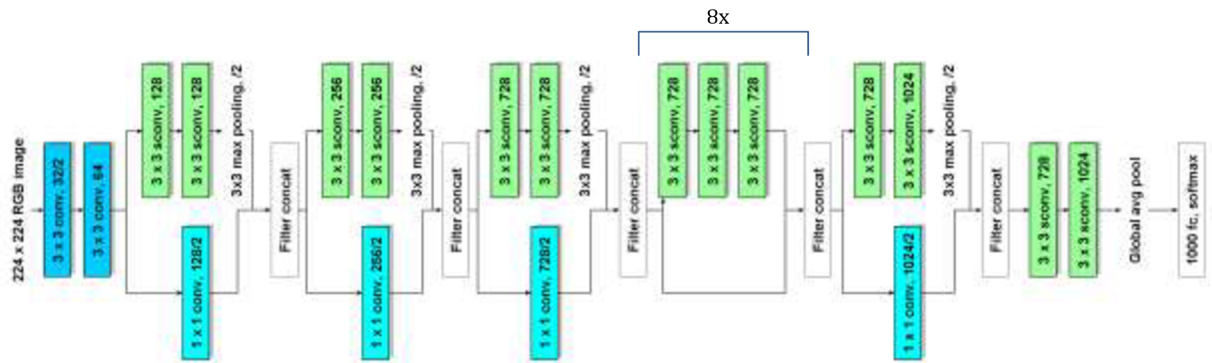 8x
224 x 224 RGB image
3 x 3 conv, 32/2
3 x 3 conv, 64
3 x 3 sconv, 128
3 x 3 sconv, 128
3x3 max pooling, /2
1 x 1 conv, 128/2
Filter concat
3 x 3 sconv, 256
3 x 3 sconv, 256
3x3 max pooling, /2
1 x 1 conv, 256/2
Filter concat
3 x 3 sconv, 728
3 x 3 sconv, 728
3x3 max pooling, /2
1 x 1 conv, 728/2
Filter concat
3 x 3 sconv, 728
3 x 3 sconv, 728
3 x 3 sconv, 728
Filter concat
3 x 3 sconv, 728
3 x 3 sconv, 1024
3x3 max pooling, /2
1 x 1 conv, 1024/2
Filter concat
3 x 3 sconv, 728
3 x 3 sconv, 1024
Global avg pool
1000 fc, softmax